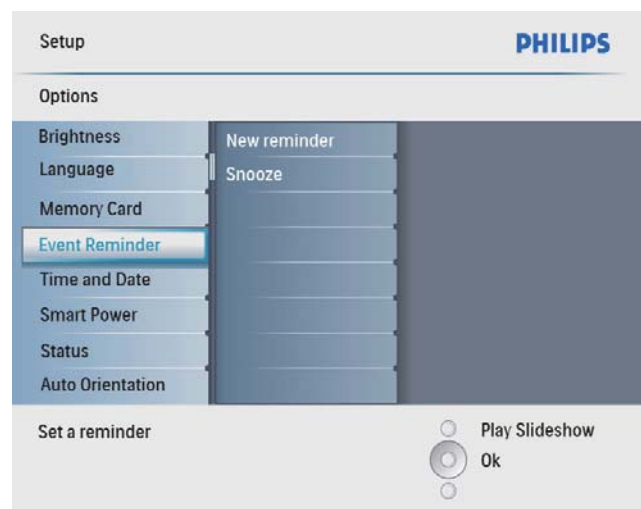 Setup
PHILIPS
Options
Brightness
Language
Memory Card
Event Reminder
Time and Date
Smart Power
Status
Auto Orientation
New reminder
Snooze
Set a reminder
Play Slideshow
Ok